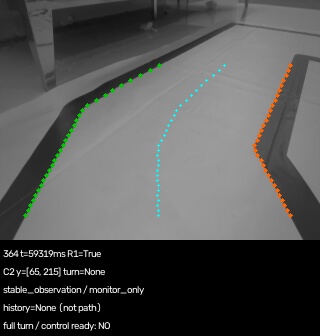 364 t=59319ms R1=True
C2 y=[65, 215] turn=None
stable_observation / monitor_only
history=None (not path)
full turn / control ready: NO